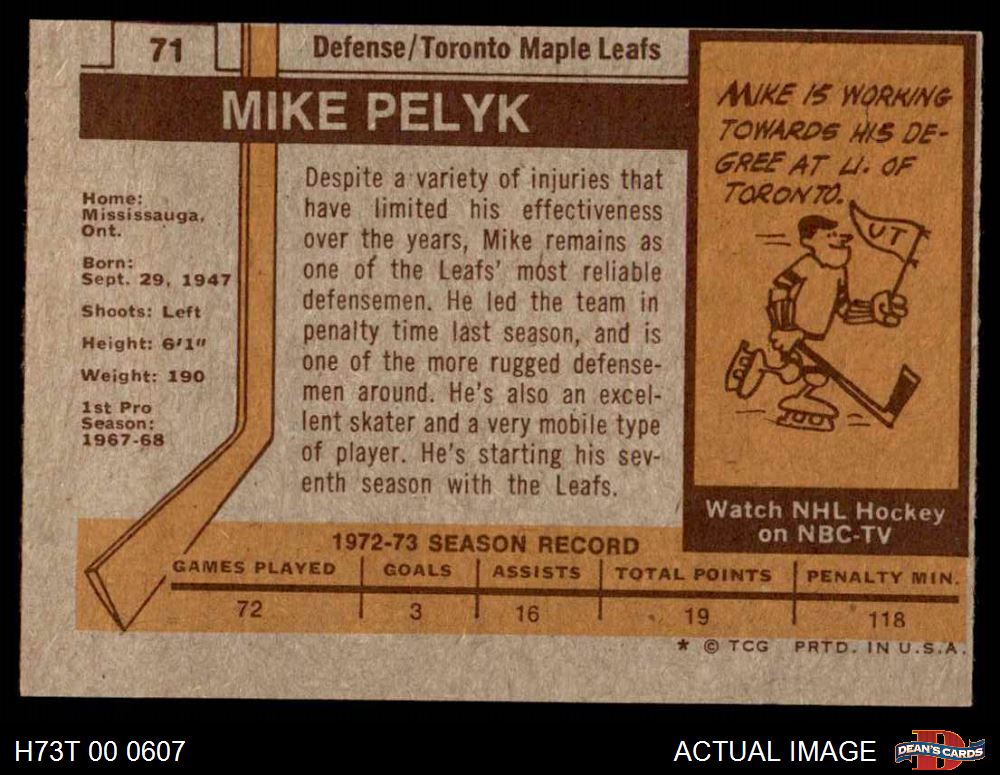 71
Defense/Toronto Maple Leafs
MIKE PELYK
Home:
Mississauga,
Ont.
Born:
Sept. 29, 1947
Shoots: Left
Height: 6'1"
Weight: 190
1st Pro
Season:
1967-68
Despite a variety of injuries that
have limited his effectiveness
over the years, Mike remains as
one of the Leafs' most reliable
defensemen. He led the team in
penalty time last season, and is
one of the more rugged defense-
men around. He's also an excel-
lent skater and a very mobile type
of player. He's starting his sev-
enth season with the Leafs.
MIKE IS WORKING
TOWARDS HIS DE-
GREE AT U. OF
TORONTO.
UT
Watch NHL Hockey
on NBC-TV
1972-73 SEASON RECORD
GAMES PLAYED GOALS ASSISTS TOTAL POINTS PENALTY MIN.
72 3 16 19 118
* © TCG PRTD. IN U.S.A.
H73T 00 0607
ACTUAL IMAGE
D
DEAN'S CARDS